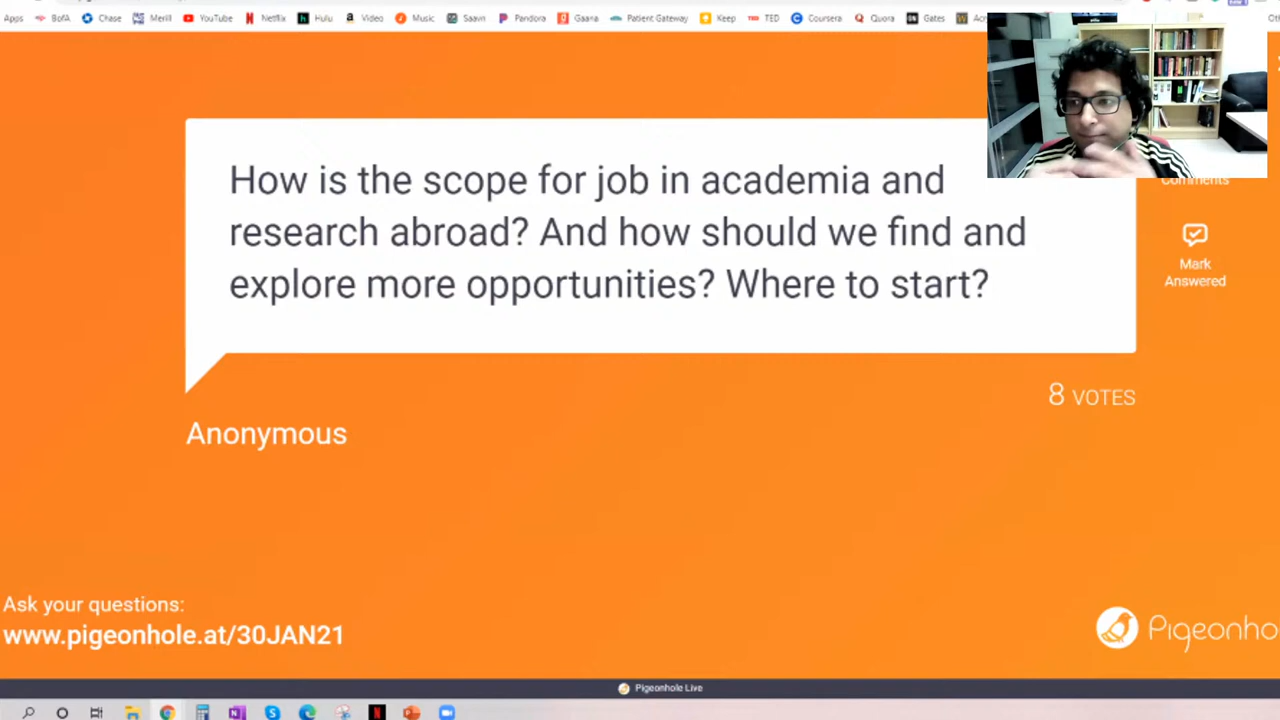 Apps BofA Chase Merill YouTube Netflix Hulu Video Music Saavn Pandora Gaana Patient Gateway Keep TED Coursera Quora Gates
How is the scope for job in academia and
research abroad? And how should we find and
explore more opportunities? Where to start?
Comments
Mark
Answered
8 VOTES
Anonymous
Ask your questions:
www.pigeonhole.at/30JAN21
Pigeonho
Pigeonhole Live